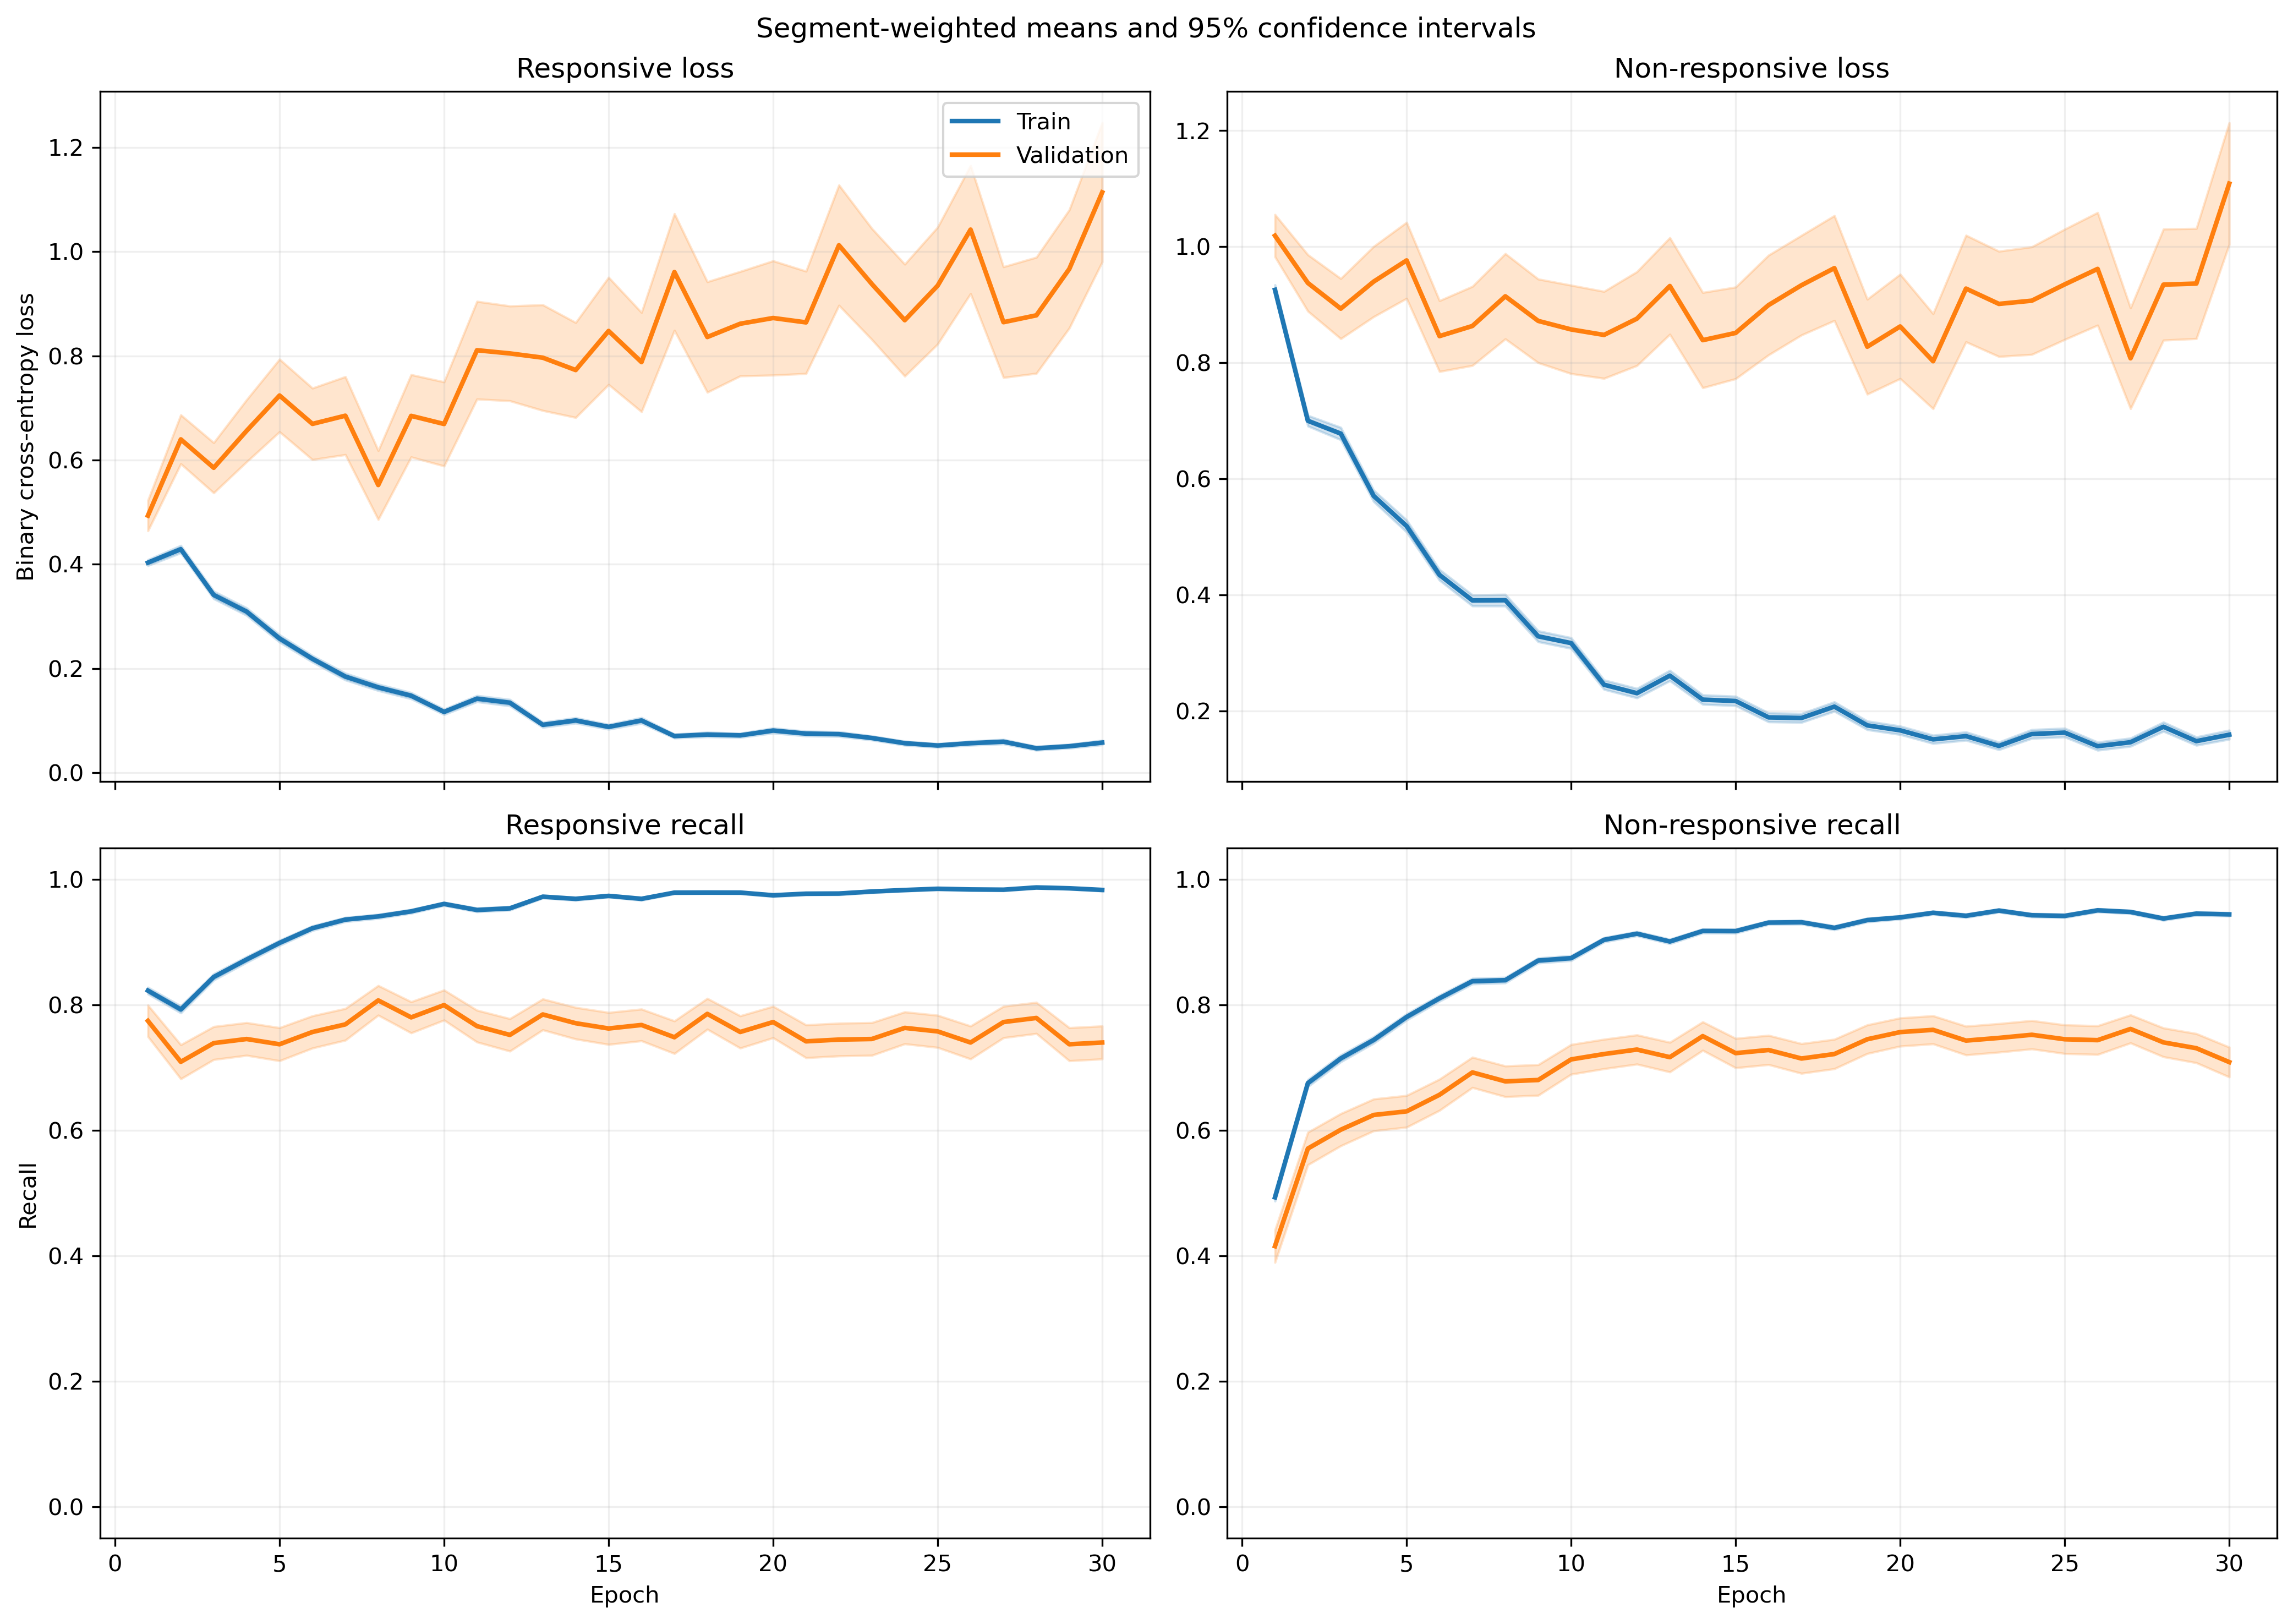 Segment-weighted means and 95% confidence intervals
Responsive loss
Non-responsive loss
Train
Validation
Binary cross-entropy loss
1.2
1.0
0.8
0.6
0.4
0.2
0.0
1.2
1.0
0.8
0.6
0.4
0.2
Responsive recall
Non-responsive recall
Recall
1.0
0.8
0.6
0.4
0.2
0.0
1.0
0.8
0.6
0.4
0.2
0.0
0 5 10 15 20 25 30
0 5 10 15 20 25 30
Epoch
Epoch